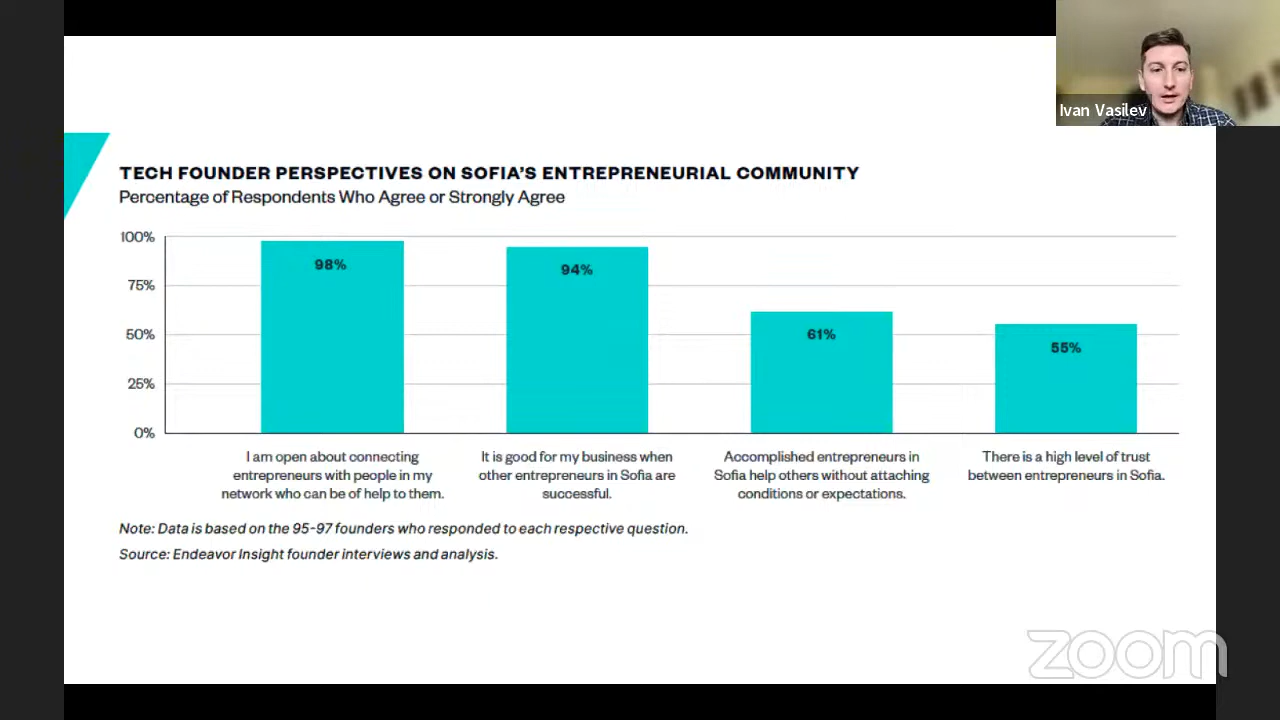 Ivan Vasilev
TECH FOUNDER PERSPECTIVES ON SOFIA'S ENTREPRENEURIAL COMMUNITY
Percentage of Respondents Who Agree or Strongly Agree
100%
75%
50%
25%
0%
98%
94%
61%
55%
I am open about connecting
entrepreneurs with people in my
network who can be of help to them.
It is good for my business when
other entrepreneurs in Sofia are
successful.
Accomplished entrepreneurs in
Sofia help others without attaching
conditions or expectations.
There is a high level of trust
between entrepreneurs in Sofia.
Note: Data is based on the 95-97 founders who responded to each respective question.
Source: Endeavor Insight founder interviews and analysis.
zoom